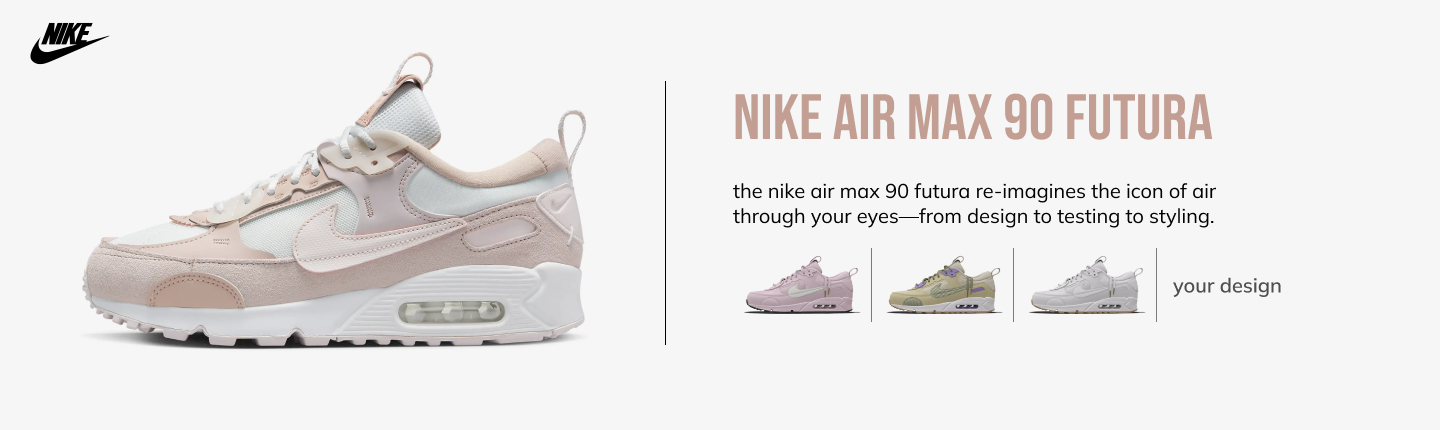 NIKE
NIKE AIR MAX 90 FUTURA
the nike air max 90 futura re-imagines the icon of air
through your eyes—from design to testing to styling.
your design